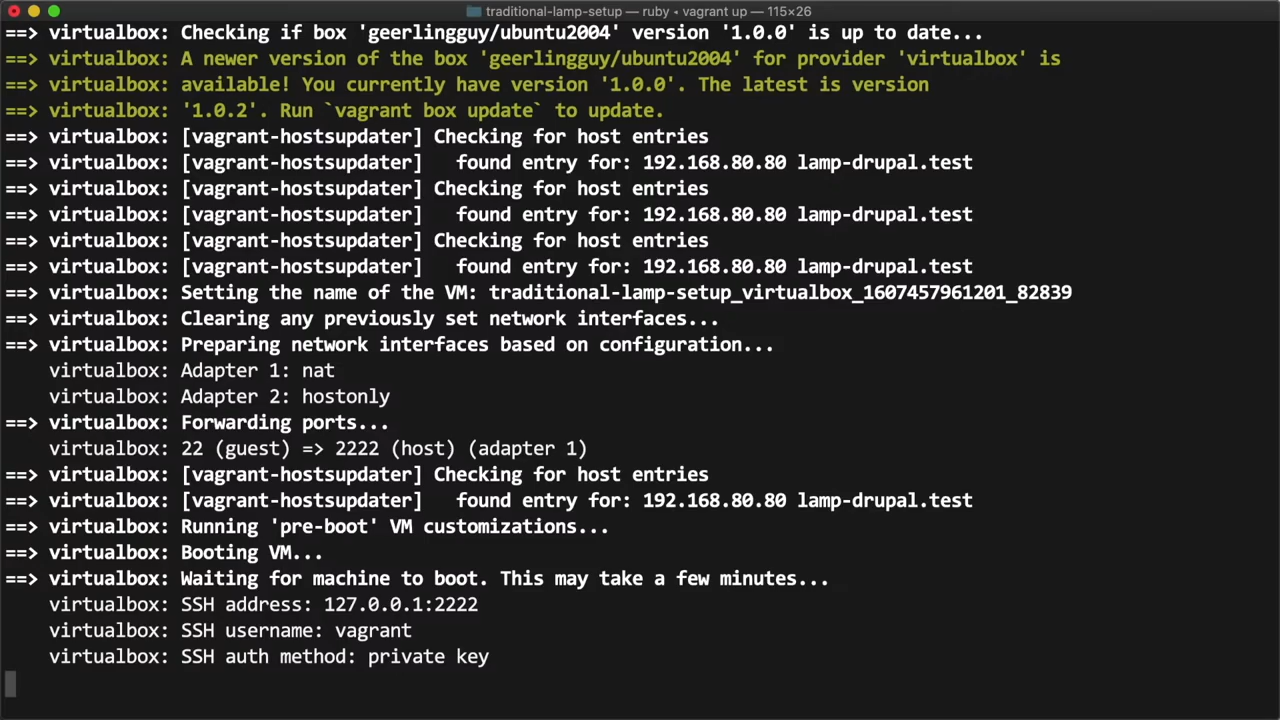 traditional-lamp-setup — ruby • vagrant up — 115×26
==> virtualbox: Checking if box 'geerlingguy/ubuntu2004' version '1.0.0' is up to date...
==> virtualbox: A newer version of the box 'geerlingguy/ubuntu2004' for provider 'virtualbox' is
==> virtualbox: available! You currently have version '1.0.0'. The latest is version
==> virtualbox: '1.0.2'. Run `vagrant box update` to update.
==> virtualbox: [vagrant-hostsupdater] Checking for host entries
==> virtualbox: [vagrant-hostsupdater]   found entry for: 192.168.80.80 lamp-drupal.test
==> virtualbox: [vagrant-hostsupdater] Checking for host entries
==> virtualbox: [vagrant-hostsupdater]   found entry for: 192.168.80.80 lamp-drupal.test
==> virtualbox: [vagrant-hostsupdater] Checking for host entries
==> virtualbox: [vagrant-hostsupdater]   found entry for: 192.168.80.80 lamp-drupal.test
==> virtualbox: Setting the name of the VM: traditional-lamp-setup_virtualbox_1607457961201_82839
==> virtualbox: Clearing any previously set network interfaces...
==> virtualbox: Preparing network interfaces based on configuration...
    virtualbox: Adapter 1: nat
    virtualbox: Adapter 2: hostonly
==> virtualbox: Forwarding ports...
    virtualbox: 22 (guest) => 2222 (host) (adapter 1)
==> virtualbox: [vagrant-hostsupdater] Checking for host entries
==> virtualbox: [vagrant-hostsupdater]   found entry for: 192.168.80.80 lamp-drupal.test
==> virtualbox: Running 'pre-boot' VM customizations...
==> virtualbox: Booting VM...
==> virtualbox: Waiting for machine to boot. This may take a few minutes...
    virtualbox: SSH address: 127.0.0.1:2222
    virtualbox: SSH username: vagrant
    virtualbox: SSH auth method: private key